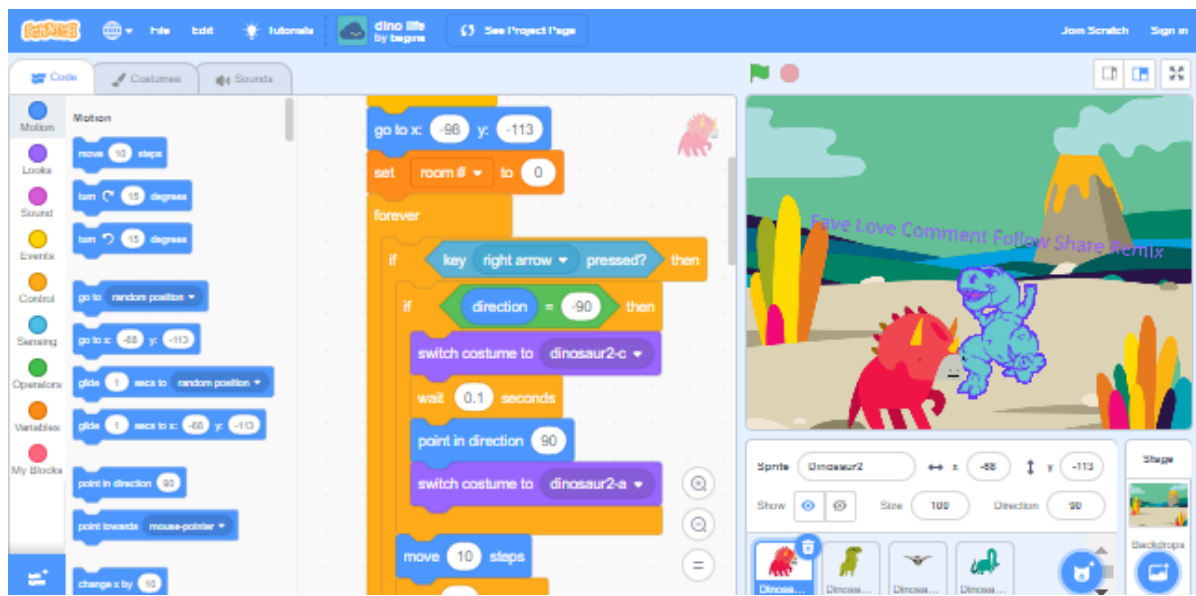 SCRATCH File Edit Tutorials dino life See Project Page Join Scratch Sign in
by begins
Code Costumes Sounds
Motion
Looks
Sound
Events
Control
Sensing
Operators
Variables
My Blocks
Motion
move 10 steps
turn 15 degrees
turn 15 degrees
go to random position
go to x: -68 y: -113
glide 1 secs to random position
glide 1 secs to x: -68 y: -113
point in direction 90
point towards mouse-pointer
change x by 10
go to x: -98 y: -113
set room # to 0
forever
if key right arrow pressed? then
if direction = -90 then
switch costume to dinosaur2-c
wait 0.1 seconds
point in direction 90
switch costume to dinosaur2-a
move 10 steps
Fave Love Comment Follow Share Remix
Sprite Dinosaur2 x -68 y -113
Show Size 100 Direction 90
Dinosa... Dinosa... Dinosa... Dinosa...
Stage
Backdrops